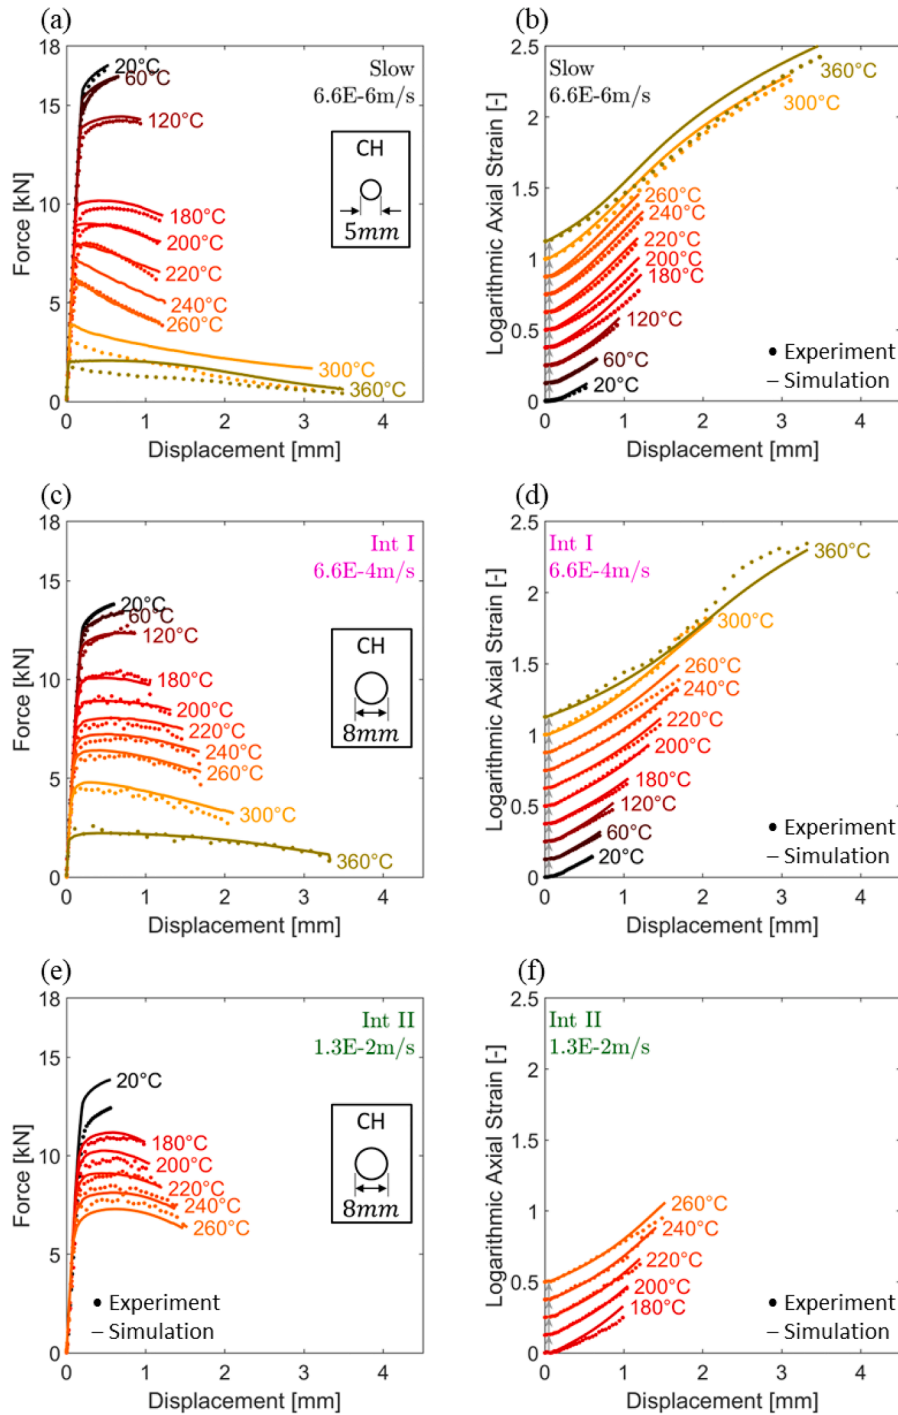 (a)
18
15
10
5
0
Force [kN]
0 1 2 3 4
Displacement [mm]
Slow
6.6E-6m/s
CH
5mm
20°C
60°C
120°C
180°C
200°C
220°C
240°C
260°C
300°C
360°C
(b)
2.5
2
1.5
1
0.5
0
Logarithmic Axial Strain [-]
0 1 2 3 4
Displacement [mm]
Slow
6.6E-6m/s
360°C
300°C
260°C
240°C
220°C
200°C
180°C
120°C
60°C
20°C
• Experiment
– Simulation
(c)
18
15
10
5
0
Force [kN]
0 1 2 3 4
Displacement [mm]
Int I
6.6E-4m/s
CH
8mm
20°C
60°C
120°C
180°C
200°C
220°C
240°C
260°C
300°C
360°C
(d)
2.5
2
1.5
1
0.5
0
Logarithmic Axial Strain [-]
0 1 2 3 4
Displacement [mm]
Int I
6.6E-4m/s
360°C
300°C
260°C
240°C
220°C
200°C
180°C
120°C
60°C
20°C
• Experiment
– Simulation
(e)
18
15
10
5
0
Force [kN]
0 1 2 3 4
Displacement [mm]
Int II
1.3E-2m/s
CH
8mm
20°C
180°C
200°C
220°C
240°C
260°C
• Experiment
– Simulation
(f)
2.5
2
1.5
1
0.5
0
Logarithmic Axial Strain [-]
0 1 2 3 4
Displacement [mm]
Int II
1.3E-2m/s
260°C
240°C
220°C
200°C
180°C
• Experiment
– Simulation